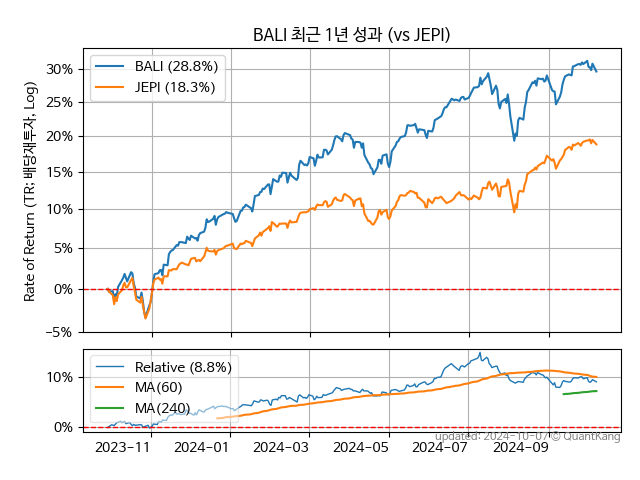 BALI 최근 1년 성과 (vs JEPI)
Rate of Return (TR: 배당재투자, Log)
30%
25%
20%
15%
10%
5%
0%
−5%
BALI (28.8%)
JEPI (18.3%)
10%
0%
Relative (8.8%)
MA(60)
MA(240)
2023-11
2024-01
2024-03
2024-05
2024-07
2024-09
updated: 2024-10-07 © QuantKang